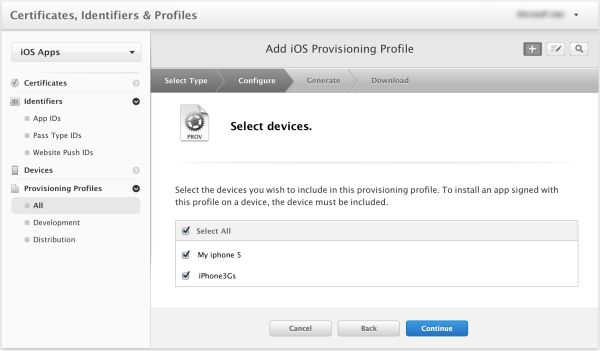 Certificates, Identifiers & Profiles
iOS Apps
Add iOS Provisioning Profile
Select Type
Configure
Generate
Download
Certificates
Identifiers
App IDs
Pass Type IDs
Website Push IDs
Devices
Provisioning Profiles
All
Development
Distribution
PROV
Select devices.
Select the devices you wish to include in this provisioning profile. To install an app signed with
this profile on a device, the device must be included.
Select All
My iphone 5
iPhone3Gs
Cancel
Back
Continue